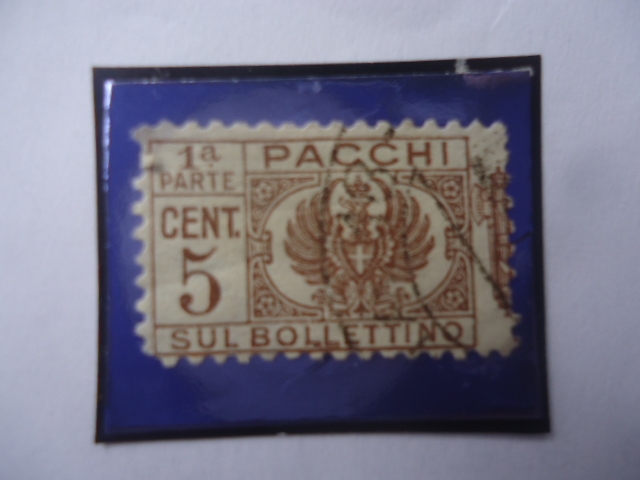 1ª PACCHI
PARTE
CENT.
5
SUL BOLLETTINO